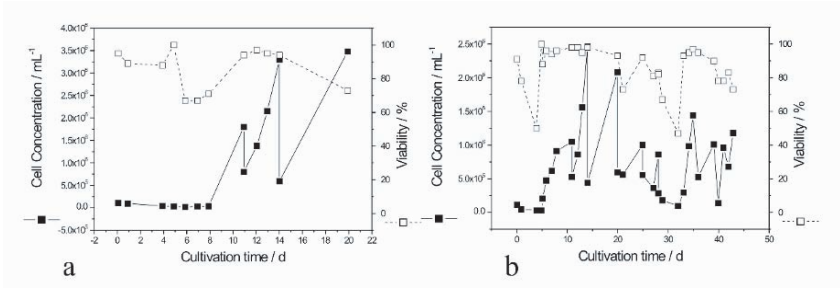 Cell Concentration / mL⁻¹
4.0x10⁶
3.5x10⁶
3.0x10⁶
2.5x10⁶
2.0x10⁶
1.5x10⁶
1.0x10⁶
5.0x10⁵
0.0
-5.0x10⁵
-2 0 2 4 6 8 10 12 14 16 18 20 22
Cultivation time / d
100
80
60
40
20
0
Viability / %
a
Cell Concentration / mL⁻¹
2.5x10⁶
2.0x10⁶
1.5x10⁶
1.0x10⁶
5.0x10⁵
0.0
0 10 20 30 40 50
Cultivation time / d
100
80
60
40
20
0
Viability / %
b